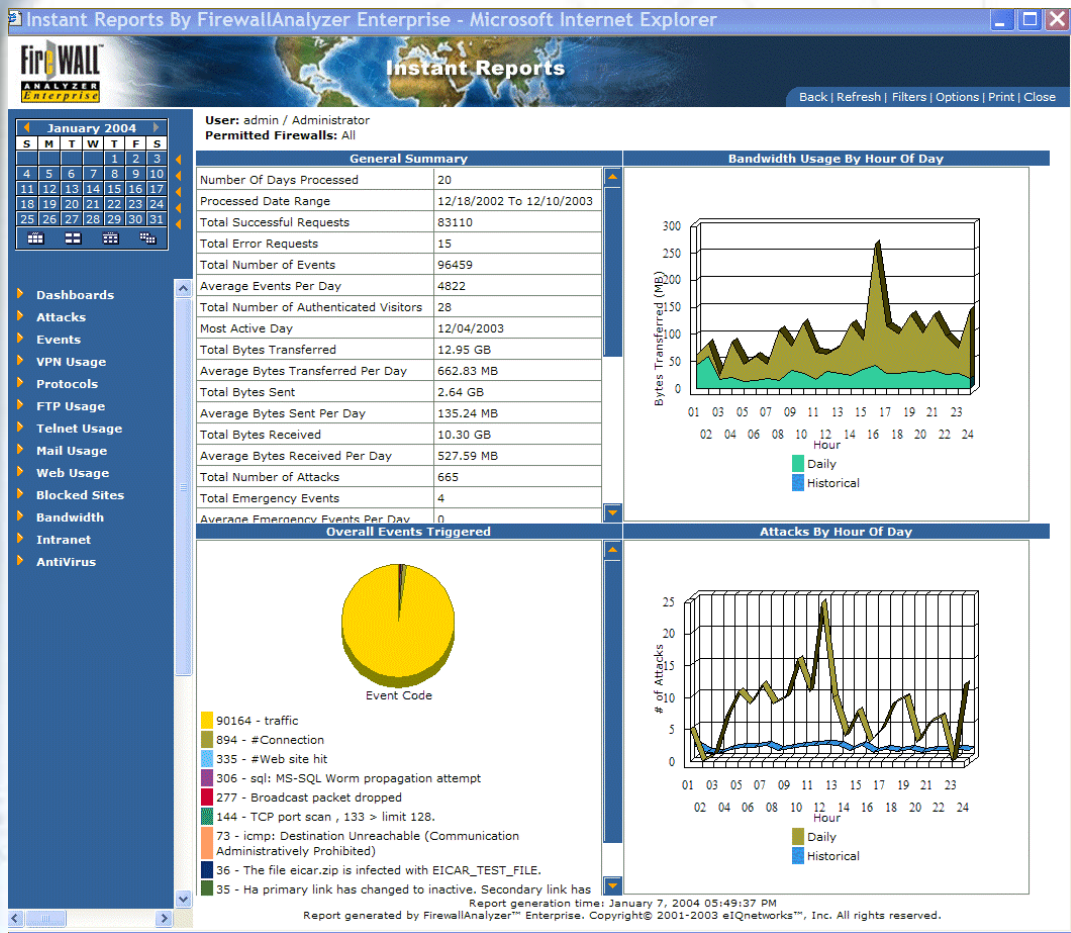 Instant Reports By FirewallAnalyzer Enterprise - Microsoft Internet Explorer
FireWALL™
ANALYZER
Enterprise
Instant Reports
Back | Refresh | Filters | Options | Print | Close
January 2004
S M T W T F S
1 2 3
4 5 6 7 8 9 10
11 12 13 14 15 16 17
18 19 20 21 22 23 24
25 26 27 28 29 30 31
Dashboards
Attacks
Events
VPN Usage
Protocols
FTP Usage
Telnet Usage
Mail Usage
Web Usage
Blocked Sites
Bandwidth
Intranet
AntiVirus
User: admin / Administrator
Permitted Firewalls: All
General Summary
Number Of Days Processed 20
Processed Date Range 12/18/2002 To 12/10/2003
Total Successful Requests 83110
Total Error Requests 15
Total Number of Events 96459
Average Events Per Day 4822
Total Number of Authenticated Visitors 28
Most Active Day 12/04/2003
Total Bytes Transferred 12.95 GB
Average Bytes Transferred Per Day 662.83 MB
Total Bytes Sent 2.64 GB
Average Bytes Sent Per Day 135.24 MB
Total Bytes Received 10.30 GB
Average Bytes Received Per Day 527.59 MB
Total Number of Attacks 665
Total Emergency Events 4
Average Emergency Events Per Day 0
Bandwidth Usage By Hour Of Day
Bytes Transferred (MB)
300
250
200
150
100
50
0
01 03 05 07 09 11 13 15 17 19 21 23
02 04 06 08 10 12 14 16 18 20 22 24
Hour
Daily
Historical
Overall Events Triggered
Event Code
90164 - traffic
894 - #Connection
335 - #Web site hit
306 - sql: MS-SQL Worm propagation attempt
277 - Broadcast packet dropped
144 - TCP port scan , 133 > limit 128.
73 - icmp: Destination Unreachable (Communication
Administratively Prohibited)
36 - The file eicar.zip is infected with EICAR_TEST_FILE.
35 - Ha primary link has changed to inactive. Secondary link has
Attacks By Hour Of Day
# of Attacks
25
20
15
10
5
0
01 03 05 07 09 11 13 15 17 19 21 23
02 04 06 08 10 12 14 16 18 20 22 24
Hour
Daily
Historical
Report generation time: January 7, 2004 05:49:37 PM
Report generated by FirewallAnalyzer™ Enterprise. Copyright© 2001-2003 eIQnetworks™, Inc. All rights reserved.